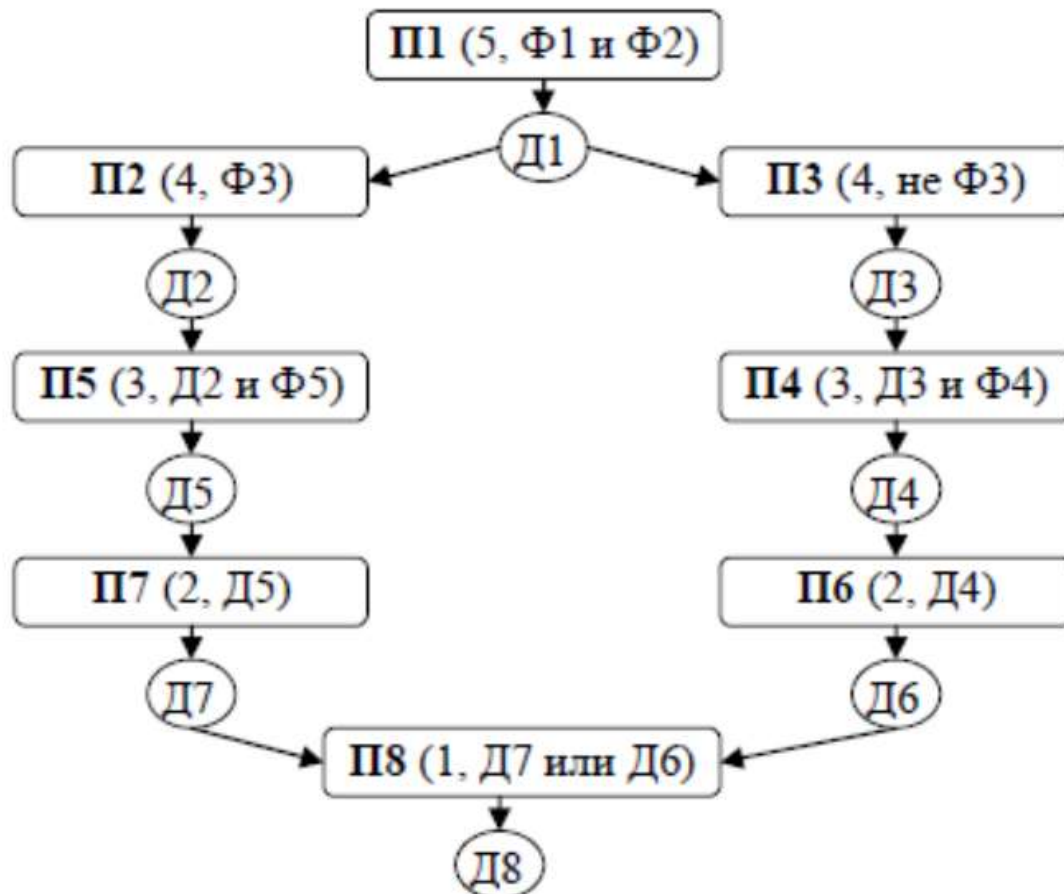 П1 (5, Ф1 и Ф2)
Д1
П2 (4, Ф3)
П3 (4, не Ф3)
Д2
Д3
П5 (3, Д2 и Ф5)
П4 (3, Д3 и Ф4)
Д5
Д4
П7 (2, Д5)
П6 (2, Д4)
Д7
Д6
П8 (1, Д7 или Д6)
Д8